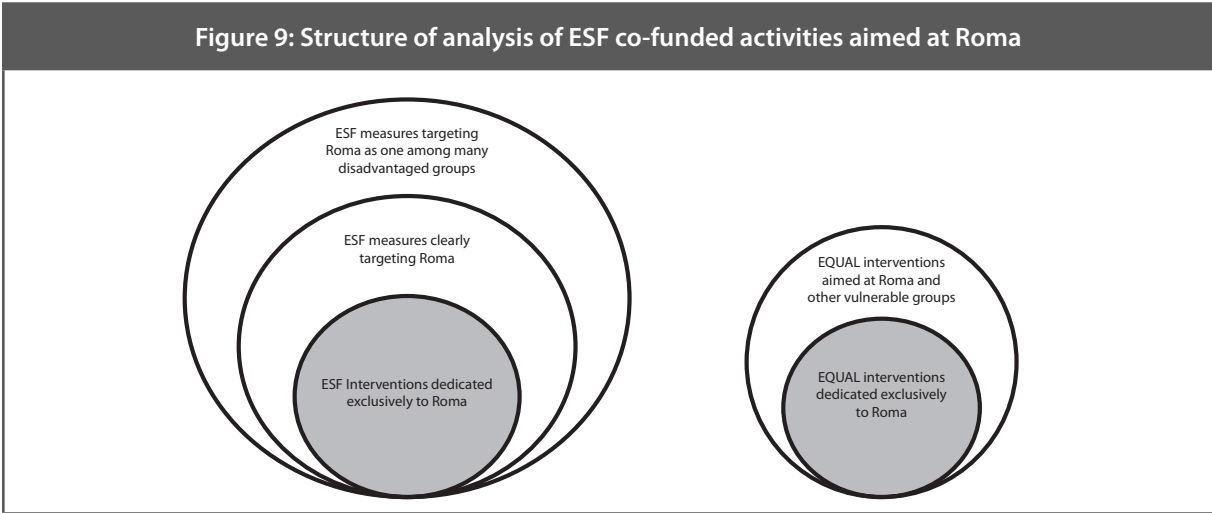 Figure 9: Structure of analysis of ESF co-funded activities aimed at Roma
ESF measures targeting
Roma as one among many
disadvantaged groups
ESF measures clearly
targeting Roma
ESF Interventions dedicated
exclusively to Roma
EQUAL interventions
aimed at Roma and
other vulnerable groups
EQUAL interventions
dedicated exclusively
to Roma